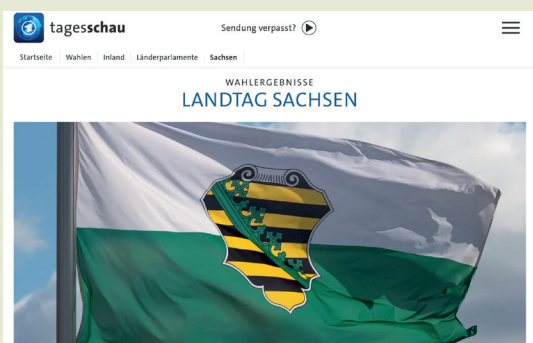 tagesschau
Sendung verpasst?
Startseite Wahlen Inland Länderparlamente Sachsen
WAHLERGEBNISSE
LANDTAG SACHSEN